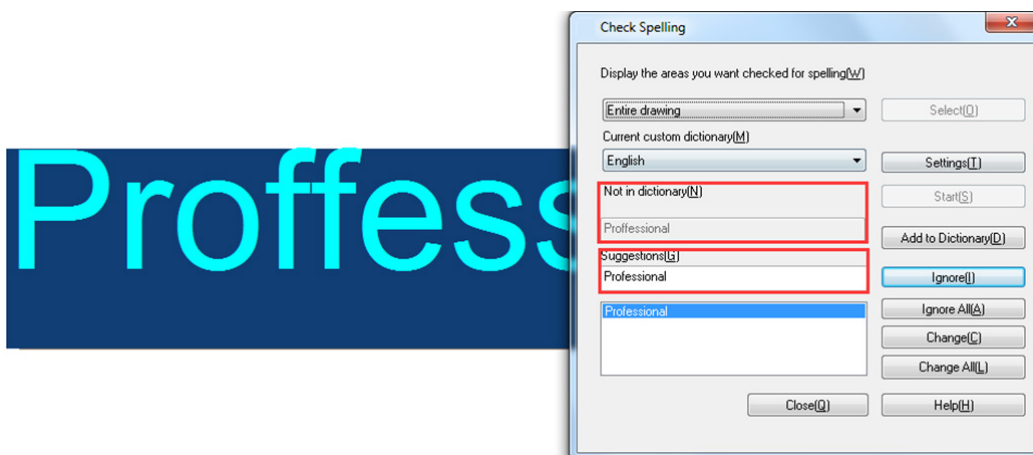 Proffess
Check Spelling
Display the areas you want checked for spelling(W)
Entire drawing
Select(O)
Current custom dictionary(M)
English
Settings(T)
Not in dictionary(N)
Start(S)
Proffessional
Add to Dictionary(D)
Suggestions(G)
Professional
Ignore(I)
Professional
Ignore All(A)
Change(C)
Change All(L)
Close(Q)
Help(H)